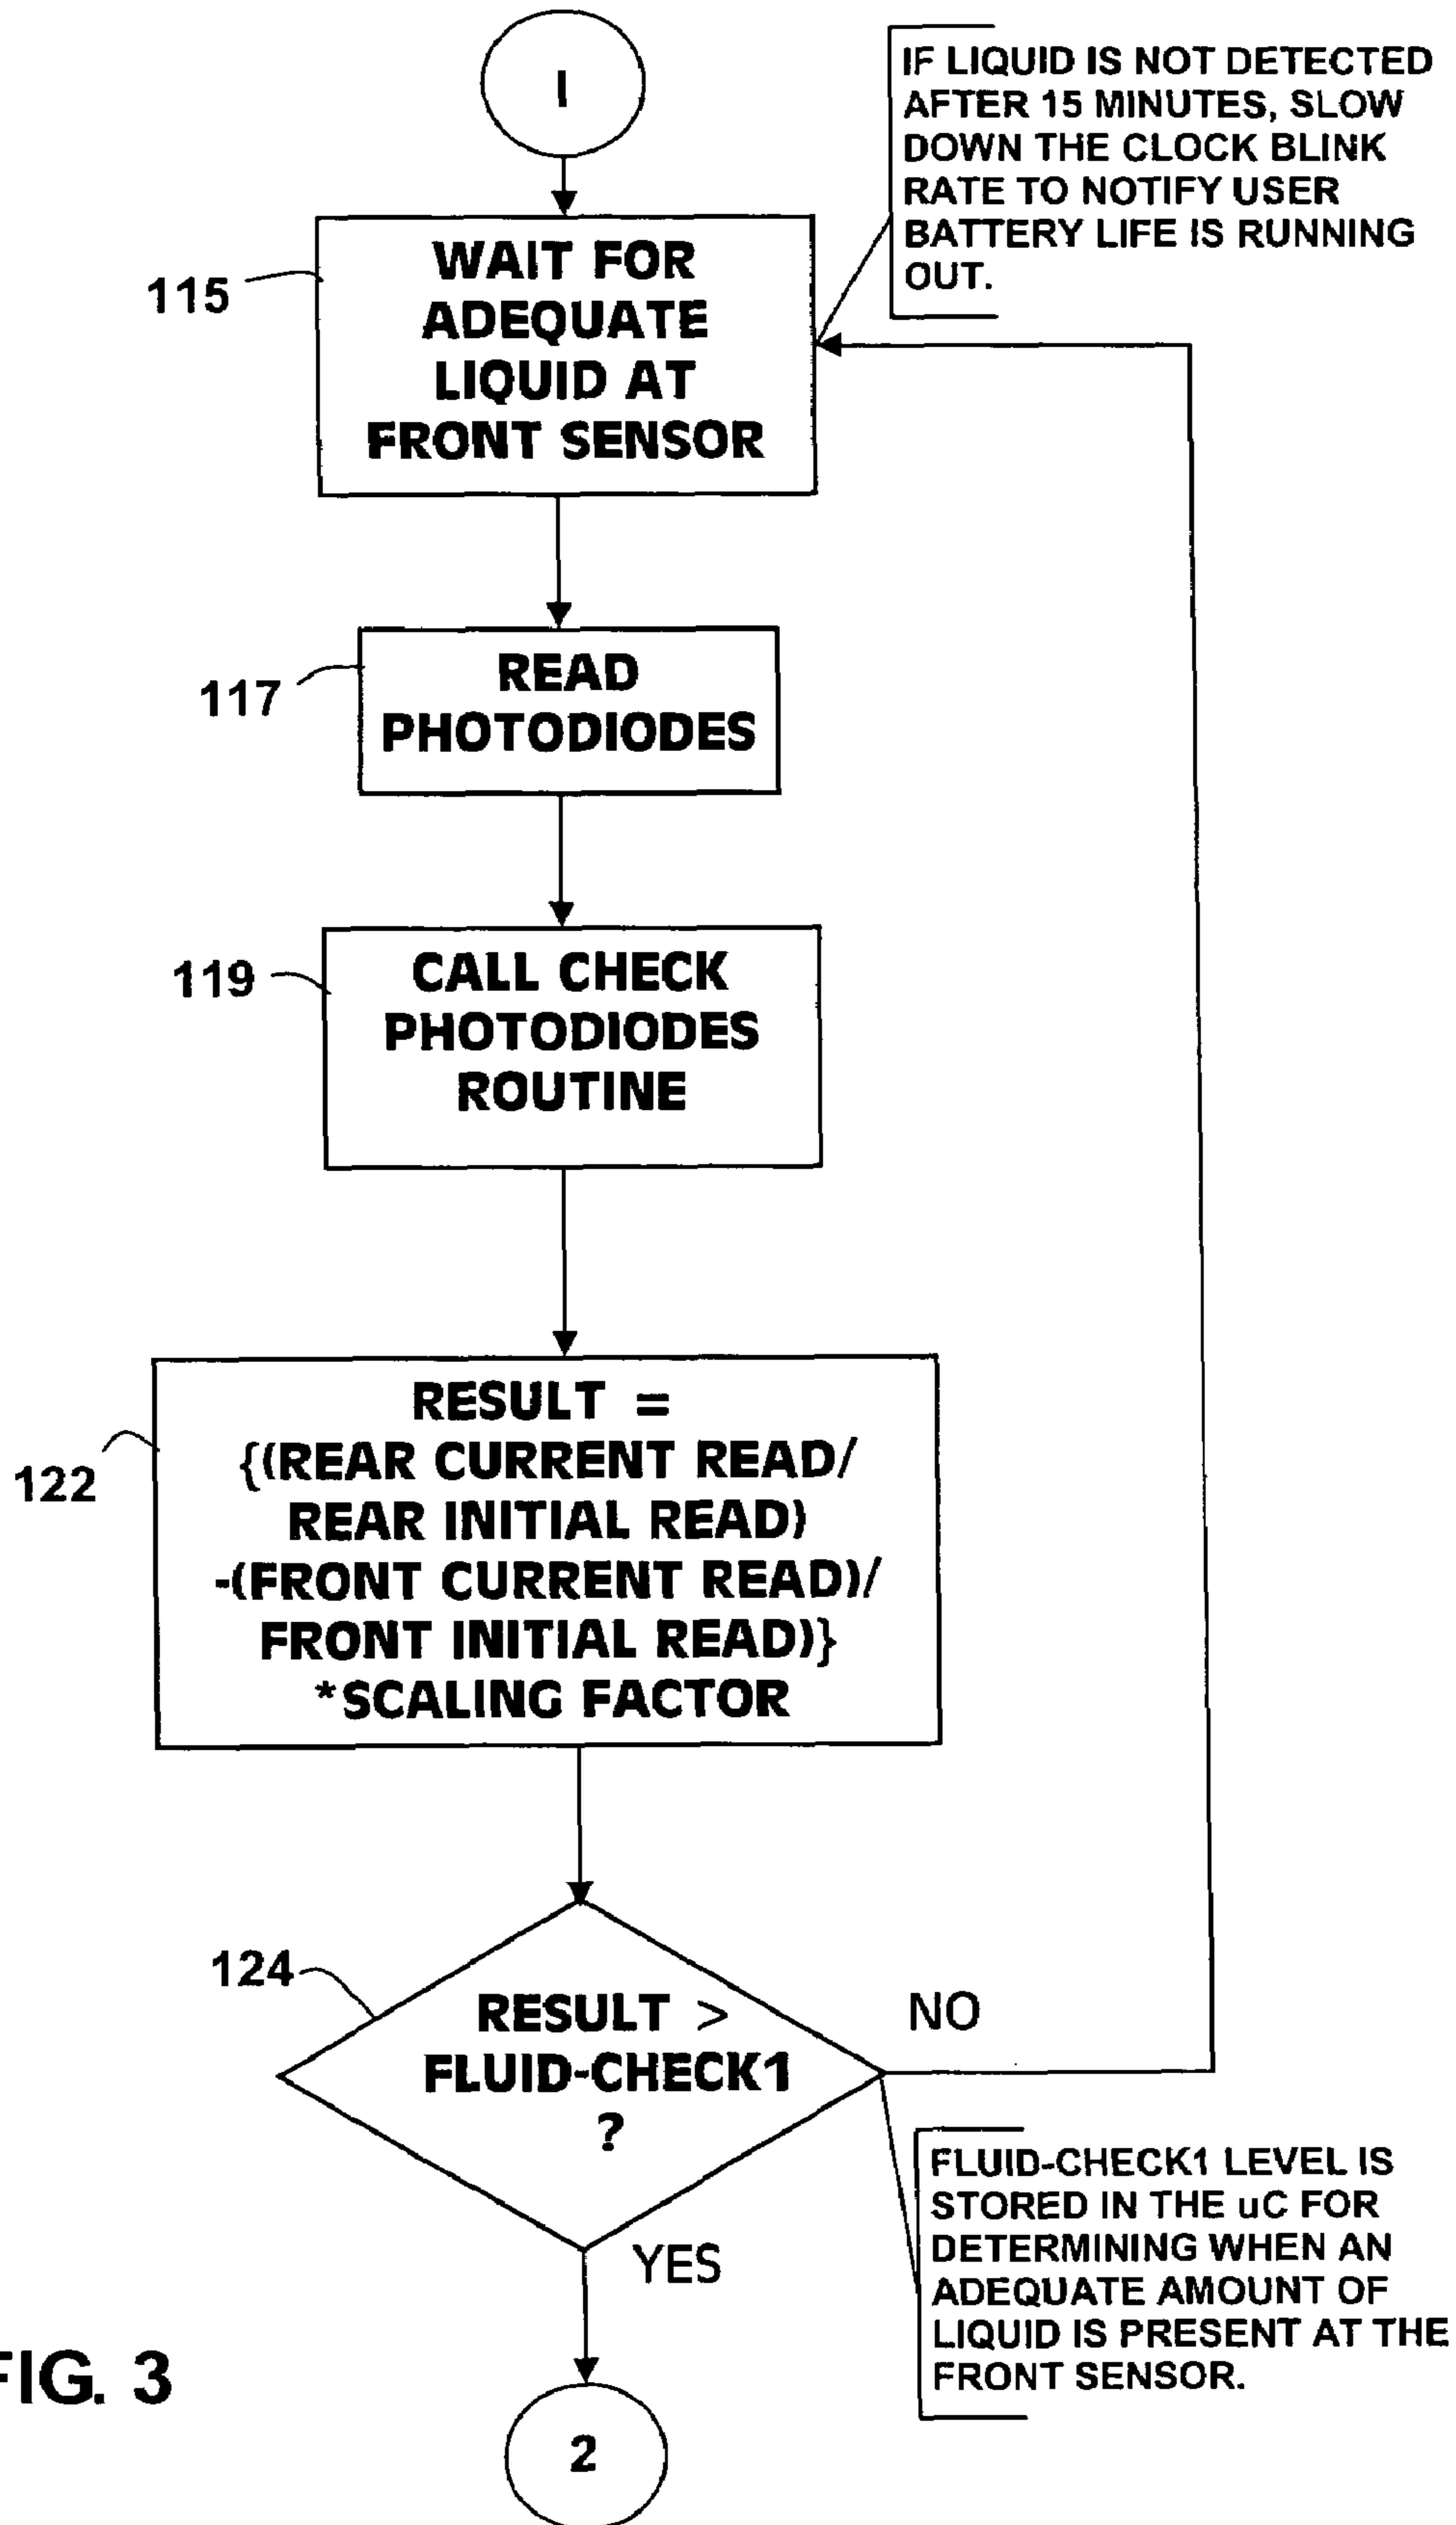 1
IF LIQUID IS NOT DETECTED
AFTER 15 MINUTES, SLOW
DOWN THE CLOCK BLINK
RATE TO NOTIFY USER
BATTERY LIFE IS RUNNING
OUT.
115
WAIT FOR
ADEQUATE
LIQUID AT
FRONT SENSOR
117
READ
PHOTODIODES
119
CALL CHECK
PHOTODIODES
ROUTINE
122
RESULT =
{(REAR CURRENT READ/
REAR INITIAL READ)
-(FRONT CURRENT READ)/
FRONT INITIAL READ)}
*SCALING FACTOR
124
RESULT >
FLUID-CHECK1
?
NO
YES
FLUID-CHECK1 LEVEL IS
STORED IN THE uC FOR
DETERMINING WHEN AN
ADEQUATE AMOUNT OF
LIQUID IS PRESENT AT THE
FRONT SENSOR.
2
FIG. 3